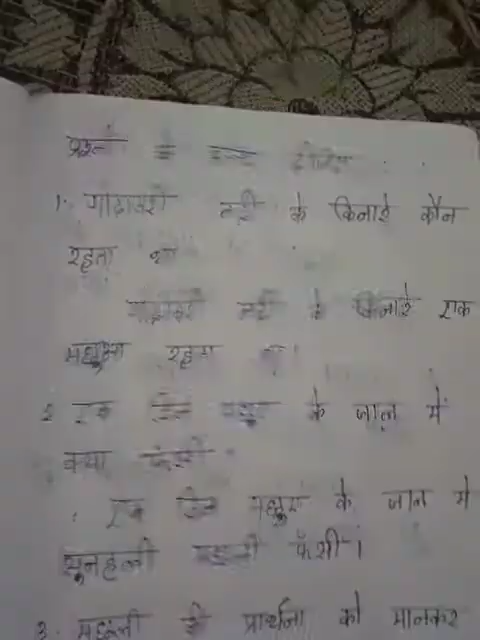 प्रश्नों के उत्तर दीजिए
1. गोदावरी नदी के किनारे कौन
रहता था
गोदावरी नदी के किनारे एक
मछुआ रहता था।
2 एक दिन मछुए के जाल में
क्या फंसी
एक दिन मछुए के जाल मे
सुनहली मछली फँसी।
3. मछली की प्रार्थना को मानकर